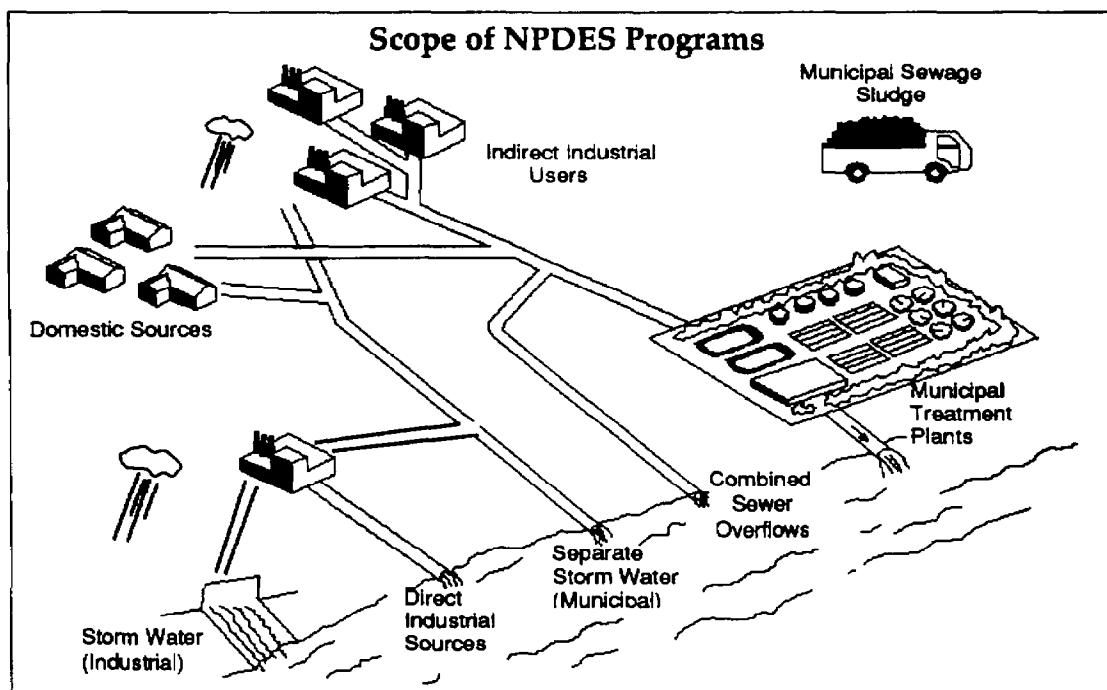 Scope of NPDES Programs
Municipal Sewage
Sludge
Indirect Industrial
Users
Domestic Sources
Municipal
Treatment
Plants
Combined
Sewer
Overflows
Separate
Storm Water
(Municipal)
Direct
Industrial
Sources
Storm Water
(Industrial)